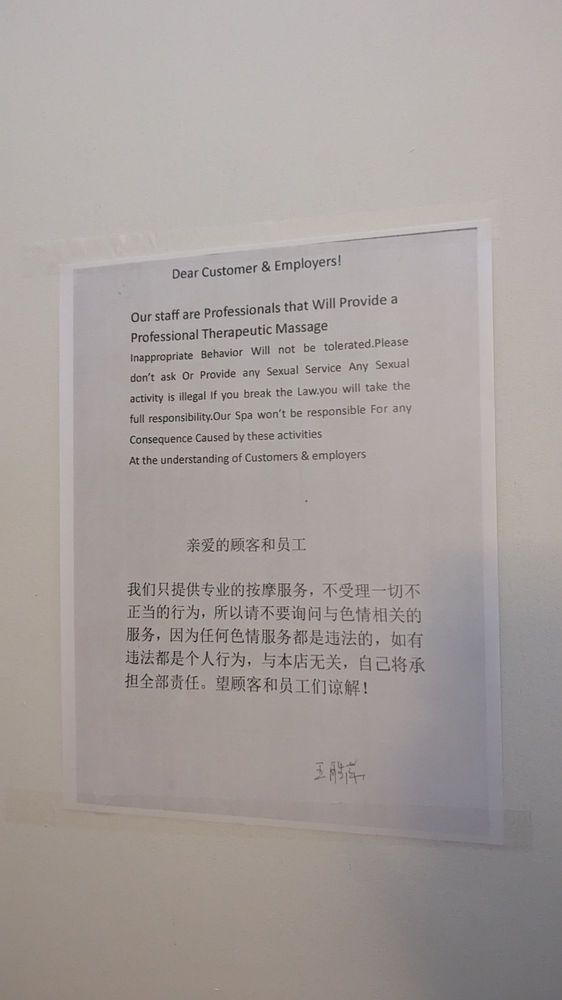 Dear Customer & Employers!
Our staff are Professionals that Will Provide a
Professional Therapeutic Massage
Inappropriate Behavior Will not be tolerated.Please
don't ask Or Provide any Sexual Service Any Sexual
activity is illegal If you break the Law.you will take the
full responsibility.Our Spa won't be responsible For any
Consequence Caused by these activities
At the understanding of Customers & employers
亲爱的顾客和员工
我们只提供专业的按摩服务，不受理一切不
正当的行为，所以请不要询问与色情相关的
服务，因为任何色情服务都是违法的，如有
违法都是个人行为，与本店无关，自己将承
担全部责任。望顾客和员工们谅解！